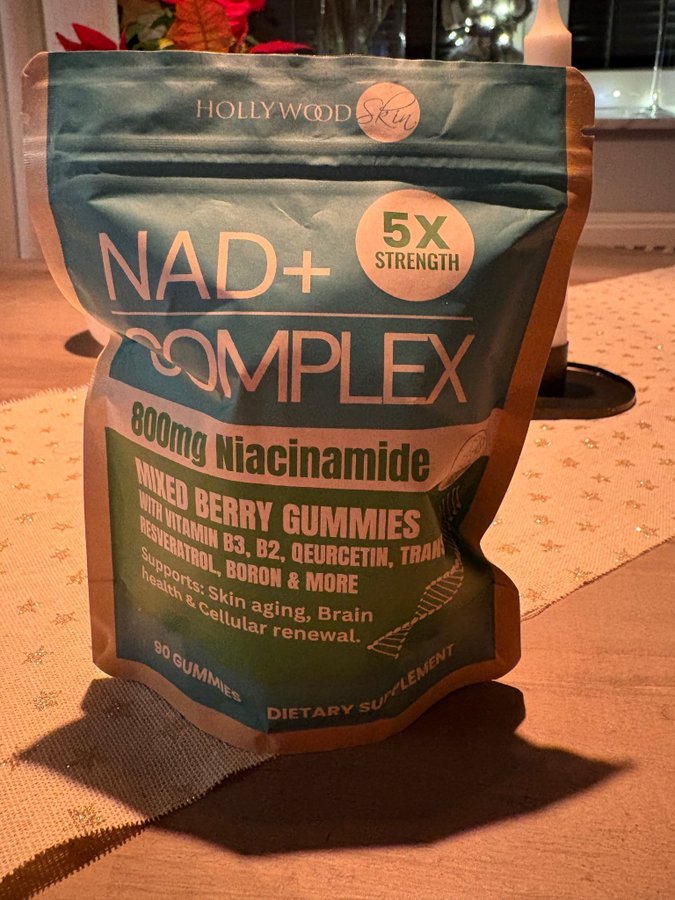 HOLLYWOOD Skin
5X
STRENGTH
NAD+
COMPLEX
800mg Niacinamide
MIXED BERRY GUMMIES
WITH VITAMIN B3, B2, QEURCETIN, TRAN
RESVERATROL, BORON & MORE
Supports: Skin aging, Brain
health & Cellular renewal.
90 GUMMIES
DIETARY SUPPLEMENT